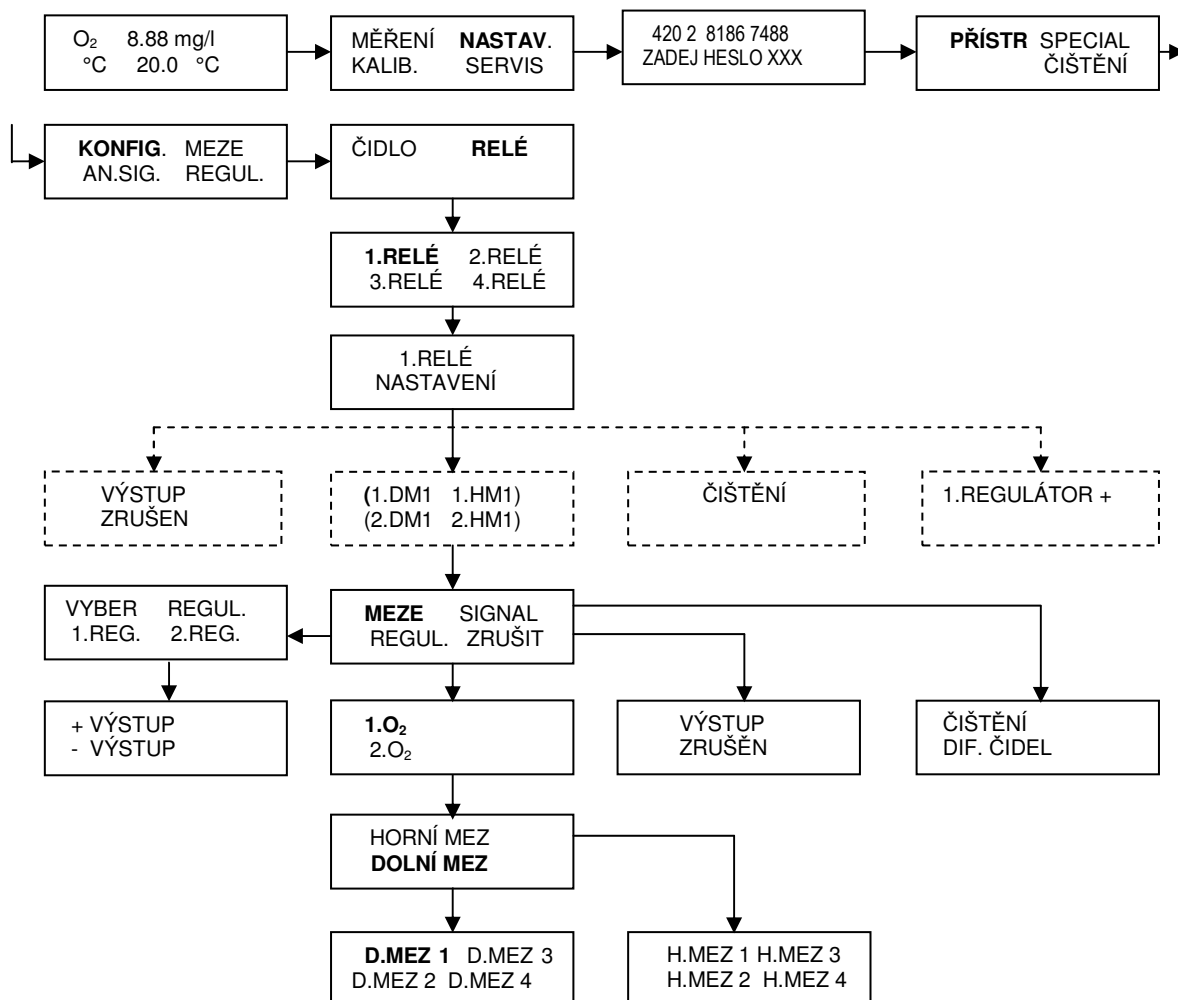 O₂ 8.88 mg/l
°C 20.0 °C
MĚŘENÍ NASTAV.
KALIB. SERVIS
420 2 8186 7488
ZADEJ HESLO XXX
PŘÍSTR SPECIAL
ČIŠTĚNÍ
KONFIG. MEZE
AN.SIG. REGUL.
ČIDLO RELÉ
1.RELÉ 2.RELÉ
3.RELÉ 4.RELÉ
1.RELÉ
NASTAVENÍ
VÝSTUP
ZRUŠEN
(1.DM1 1.HM1)
(2.DM1 2.HM1)
ČIŠTĚNÍ
1.REGULÁTOR +
VYBER REGUL.
1.REG. 2.REG.
MEZE SIGNAL
REGUL. ZRUŠIT
+ VÝSTUP
- VÝSTUP
1.O₂
2.O₂
VÝSTUP
ZRUŠĚN
ČIŠTĚNÍ
DIF. ČIDEL
HORNÍ MEZ
DOLNÍ MEZ
D.MEZ 1 D.MEZ 3
D.MEZ 2 D.MEZ 4
H.MEZ 1 H.MEZ 3
H.MEZ 2 H.MEZ 4